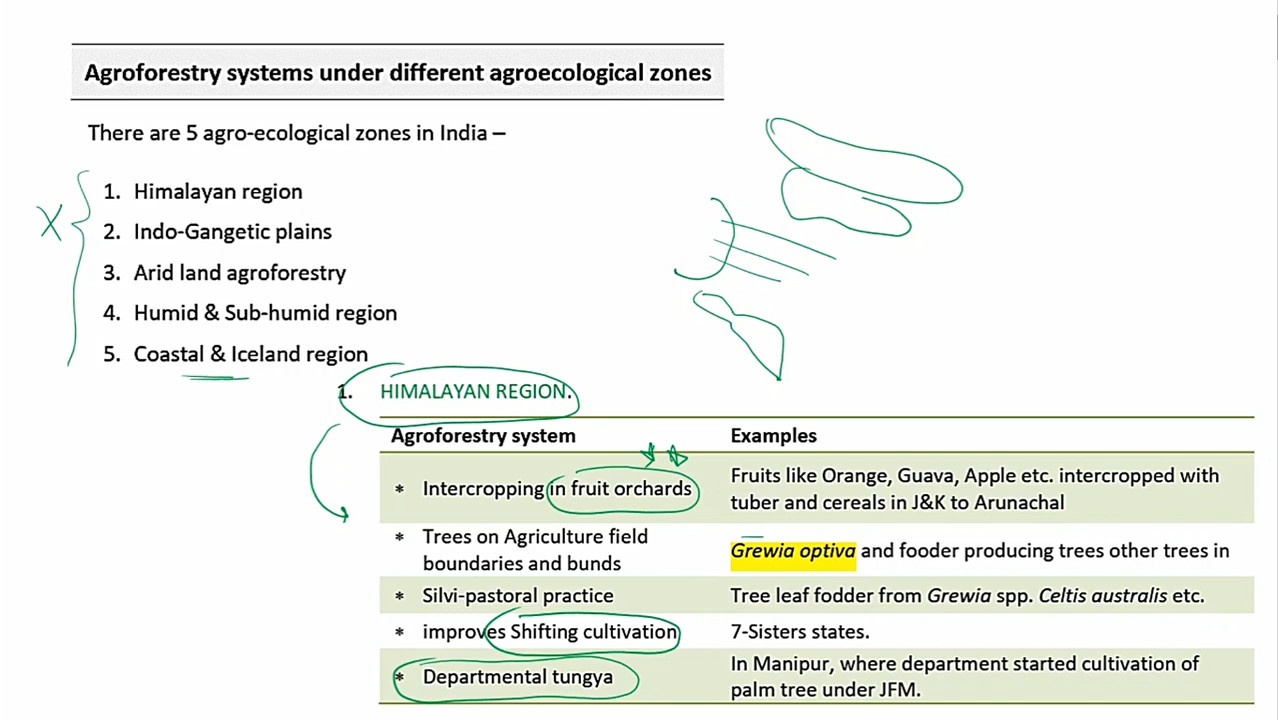 Agroforestry systems under different agroecological zones
There are 5 agro-ecological zones in India –
1. Himalayan region
2. Indo-Gangetic plains
3. Arid land agroforestry
4. Humid & Sub-humid region
5. Coastal & Iceland region
1. HIMALAYAN REGION.
Agroforestry system Examples
* Intercropping in fruit orchards
Fruits like Orange, Guava, Apple etc. intercropped with
tuber and cereals in J&K to Arunachal
* Trees on Agriculture field
boundaries and bunds
Grewia optiva and fooder producing trees other trees in
* Silvi-pastoral practice
Tree leaf fodder from Grewia spp. Celtis australis etc.
* improves Shifting cultivation
7-Sisters states.
* Departmental tungya
In Manipur, where department started cultivation of
palm tree under JFM.